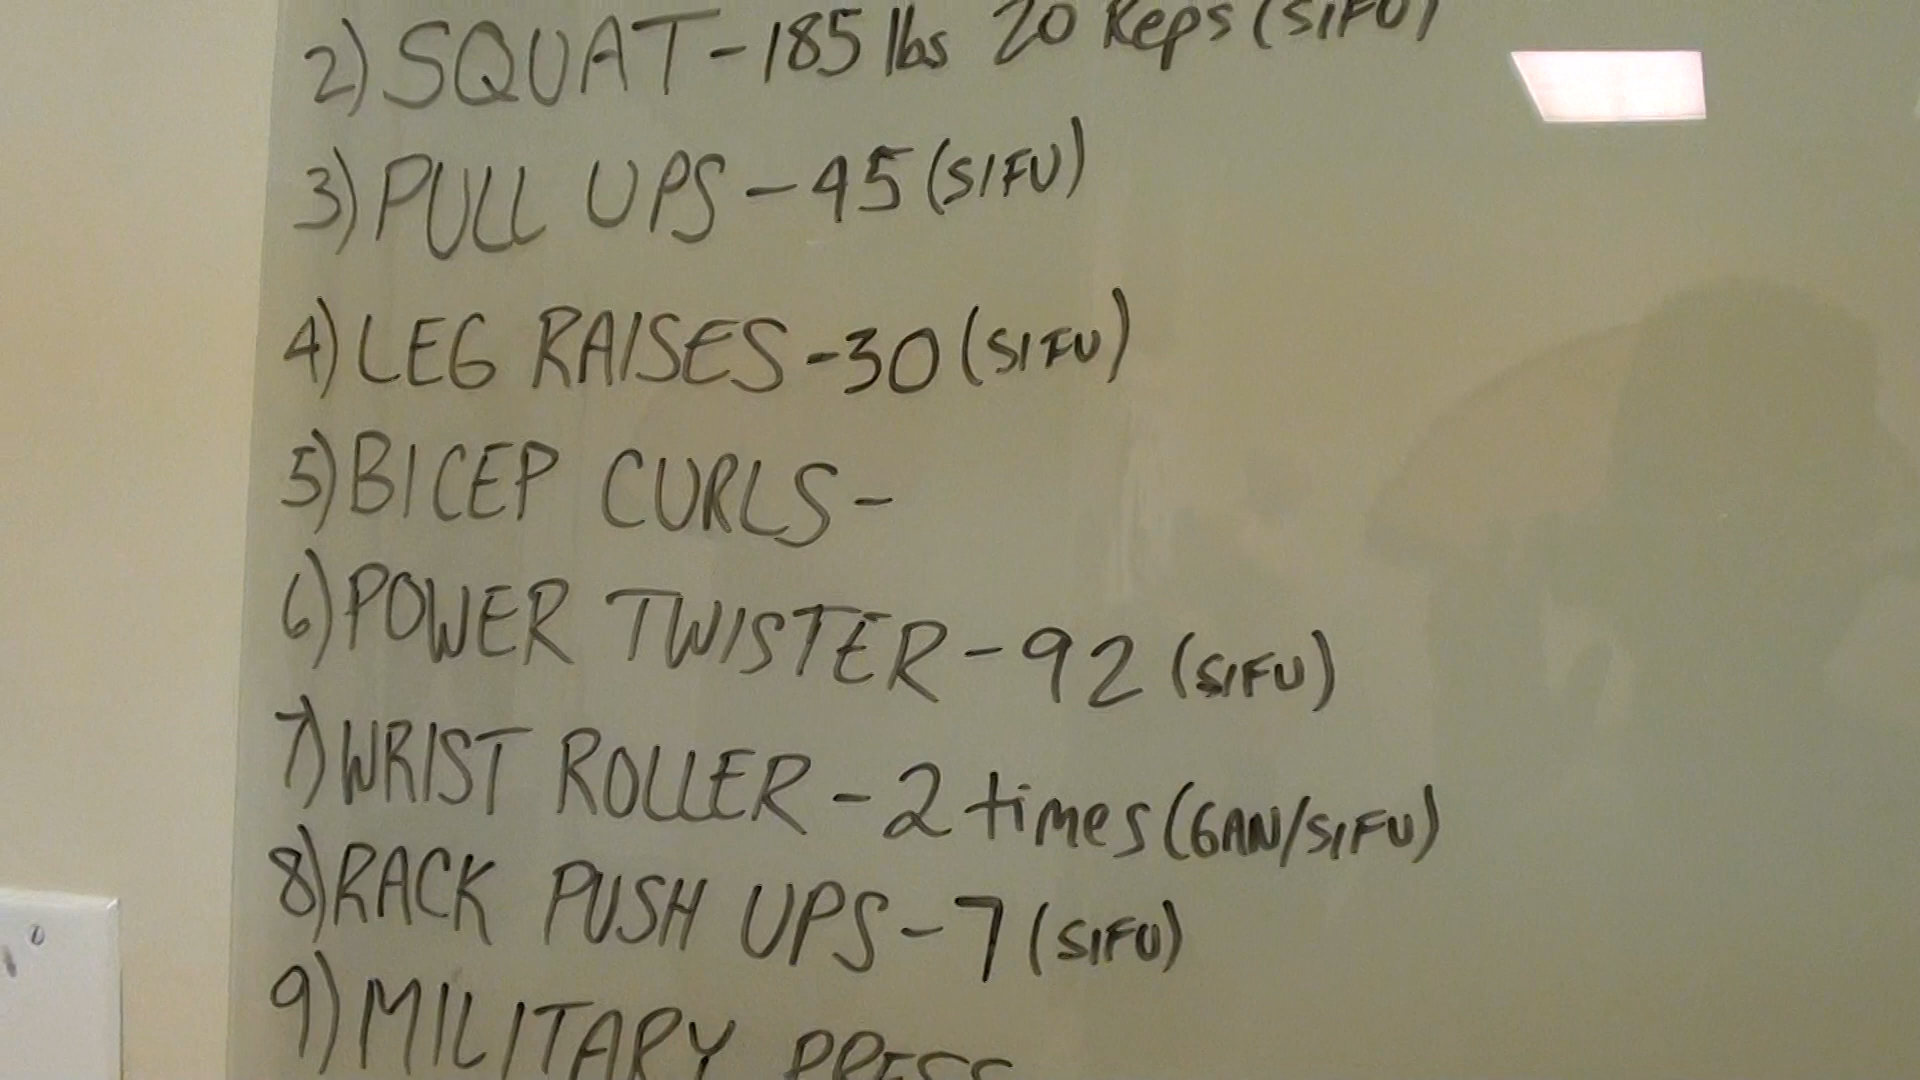 2) SQUAT - 185 lbs 20 Reps (SIFU)
3) PULL UPS - 45 (SIFU)
4) LEG RAISES - 30 (SIFU)
5) BICEP CURLS -
6) POWER TWISTER - 92 (SIFU)
7) WRIST ROLLER - 2 times (GAN/SIFU)
8) RACK PUSH UPS - 7 (SIFU)
9) MILITARY PRESS